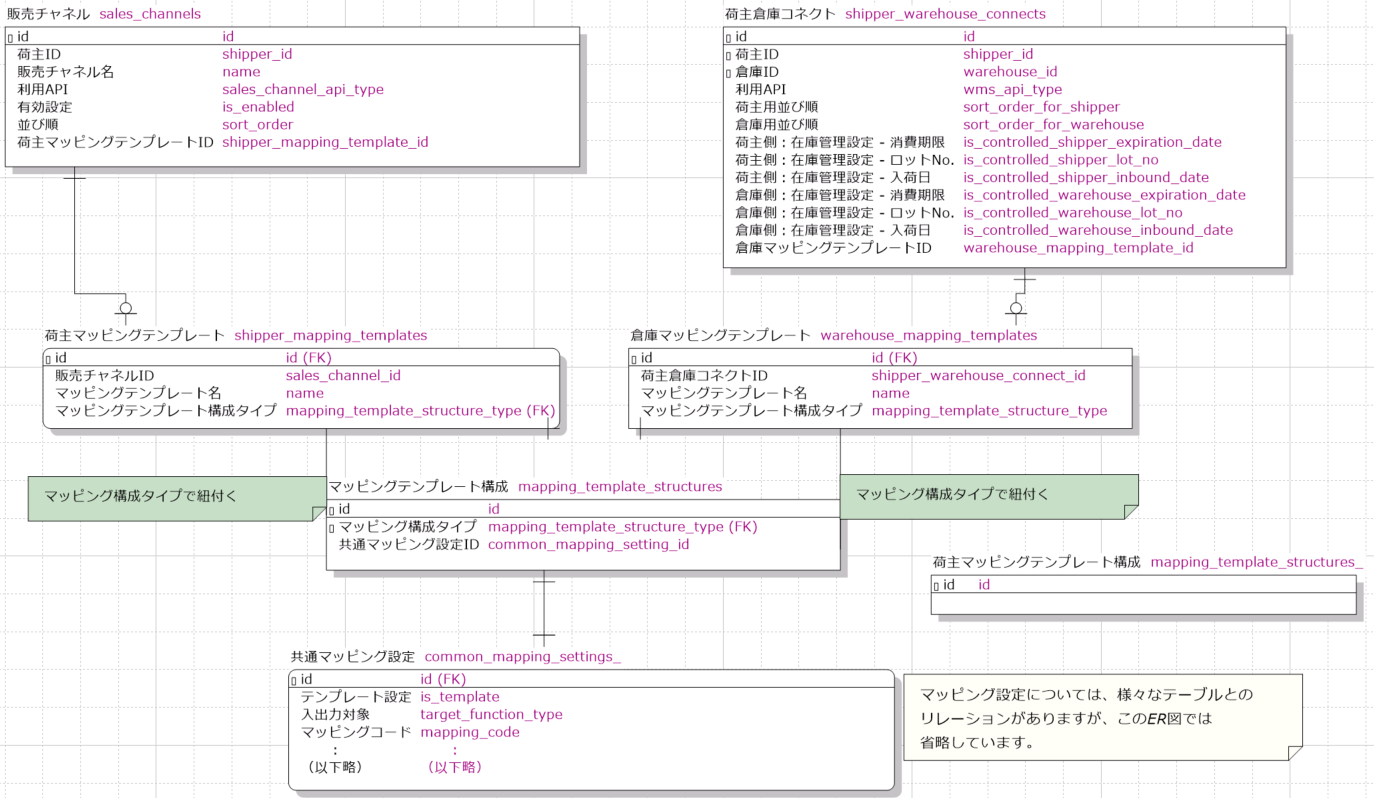 販売チャネル sales_channels
id id
荷主ID shipper_id
販売チャネル名 name
利用API sales_channel_api_type
有効設定 is_enabled
並び順 sort_order
荷主マッピングテンプレートID shipper_mapping_template_id
荷主倉庫コネクト shipper_warehouse_connects
id id
荷主ID shipper_id
倉庫ID warehouse_id
利用API wms_api_type
荷主用並び順 sort_order_for_shipper
倉庫用並び順 sort_order_for_warehouse
荷主側：在庫管理設定 - 消費期限 is_controlled_shipper_expiration_date
荷主側：在庫管理設定 - ロットNo. is_controlled_shipper_lot_no
荷主側：在庫管理設定 - 入荷日 is_controlled_shipper_inbound_date
倉庫側：在庫管理設定 - 消費期限 is_controlled_warehouse_expiration_date
倉庫側：在庫管理設定 - ロットNo. is_controlled_warehouse_lot_no
倉庫側：在庫管理設定 - 入荷日 is_controlled_warehouse_inbound_date
倉庫マッピングテンプレートID warehouse_mapping_template_id
荷主マッピングテンプレート shipper_mapping_templates
id id (FK)
販売チャネルID sales_channel_id
マッピングテンプレート名 name
マッピングテンプレート構成タイプ mapping_template_structure_type (FK)
倉庫マッピングテンプレート warehouse_mapping_templates
id id (FK)
荷主倉庫コネクトID shipper_warehouse_connect_id
マッピングテンプレート名 name
マッピングテンプレート構成タイプ mapping_template_structure_type
マッピング構成タイプで紐付く
マッピングテンプレート構成 mapping_template_structures
id id
マッピング構成タイプ mapping_template_structure_type (FK)
共通マッピング設定ID common_mapping_setting_id
マッピング構成タイプで紐付く
荷主マッピングテンプレート構成 mapping_template_structures_
id id
共通マッピング設定 common_mapping_settings_
id id (FK)
テンプレート設定 is_template
入出力対象 target_function_type
マッピングコード mapping_code
： ：
（以下略） （以下略）
マッピング設定については、様々なテーブルとの
リレーションがありますが、このER図では
省略しています。